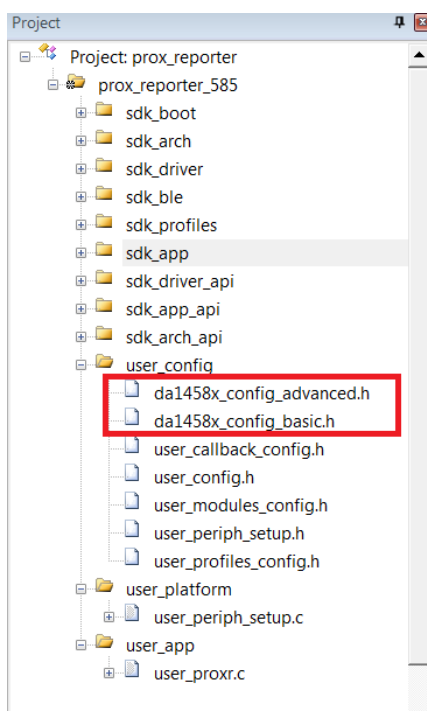 Project
Project: prox_reporter
prox_reporter_585
sdk_boot
sdk_arch
sdk_driver
sdk_ble
sdk_profiles
sdk_app
sdk_driver_api
sdk_app_api
sdk_arch_api
user_config
da1458x_config_advanced.h
da1458x_config_basic.h
user_callback_config.h
user_config.h
user_modules_config.h
user_periph_setup.h
user_profiles_config.h
user_platform
user_periph_setup.c
user_app
user_proxr.c